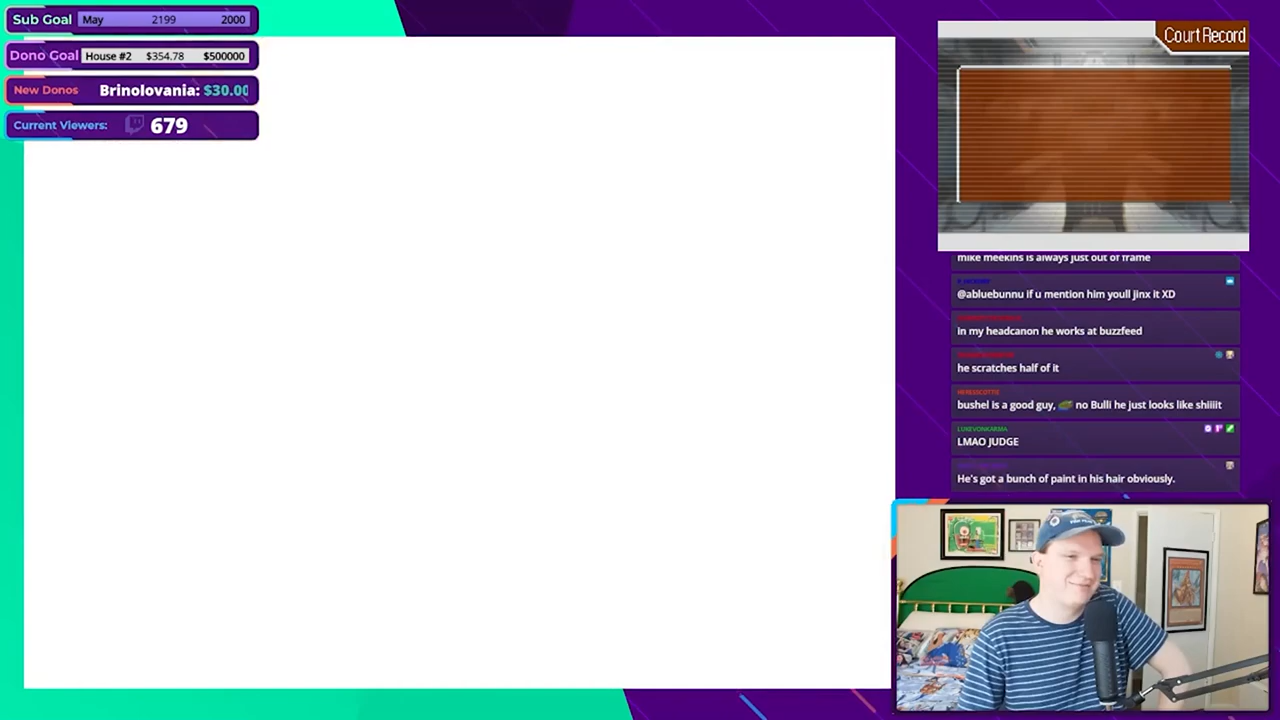 Sub Goal May 2199 2000
Dono Goal House #2 $354.78 $500000
New Donos Brinolovania: $30.00
Current Viewers: 679
Court Record
mike meekins is always just out of frame
@abluebunnu if u mention him youll jinx it XD
in my headcanon he works at buzzfeed
he scratches half of it
HERESSCOTTE
bushel is a good guy, no Bulli he just looks like shiiiit
LUKEVONKARMA
LMAO JUDGE
He's got a bunch of paint in his hair obviously.